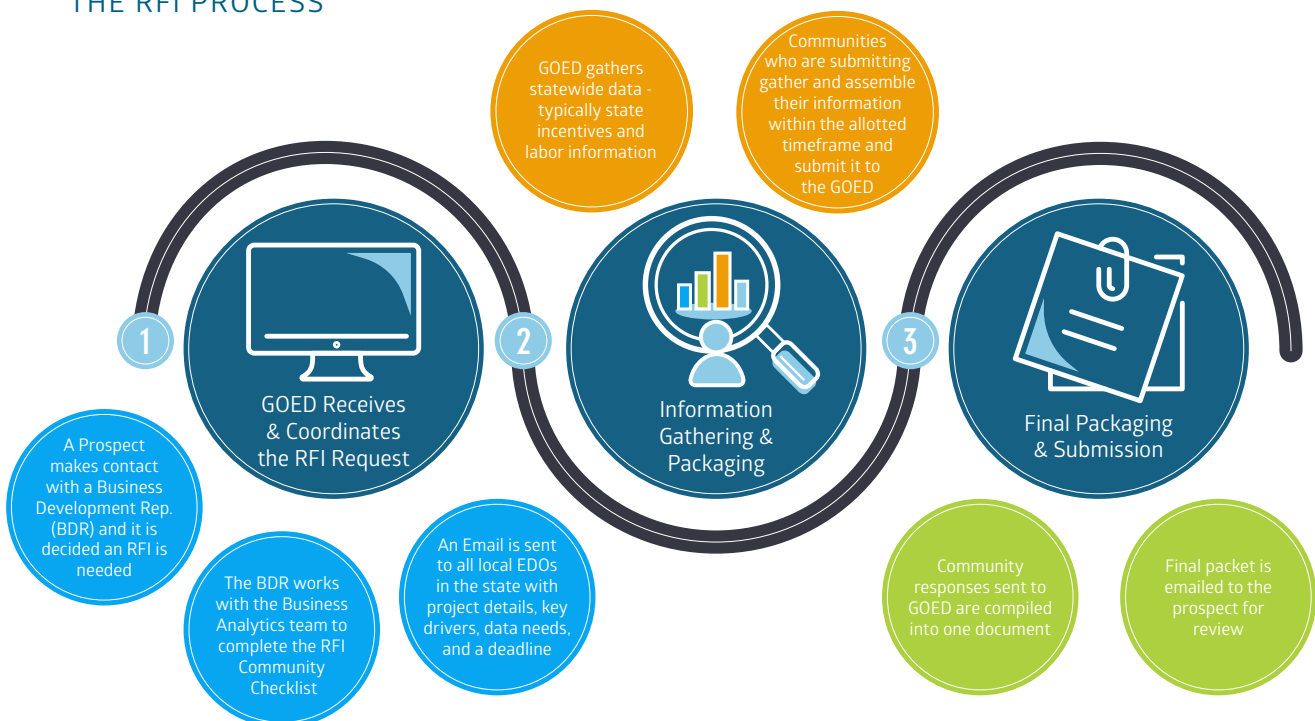 THE RFI PROCESS
1
GOED Receives
& Coordinates
the RFI Request
A Prospect
makes contact
with a Business
Development Rep.
(BDR) and it is
decided an RFI is
needed
The BDR works
with the Business
Analytics team to
complete the RFI
Community
Checklist
An Email is sent
to all local EDOs
in the state with
project details, key
drivers, data needs,
and a deadline
2
Information
Gathering &
Packaging
GOED gathers
statewide data -
typically state
incentives and
labor information
Communities
who are submitting
gather and assemble
their information
within the allotted
timeframe and
submit it to
the GOED
3
Final Packaging
& Submission
Community
responses sent to
GOED are compiled
into one document
Final packet is
emailed to the
prospect for
review